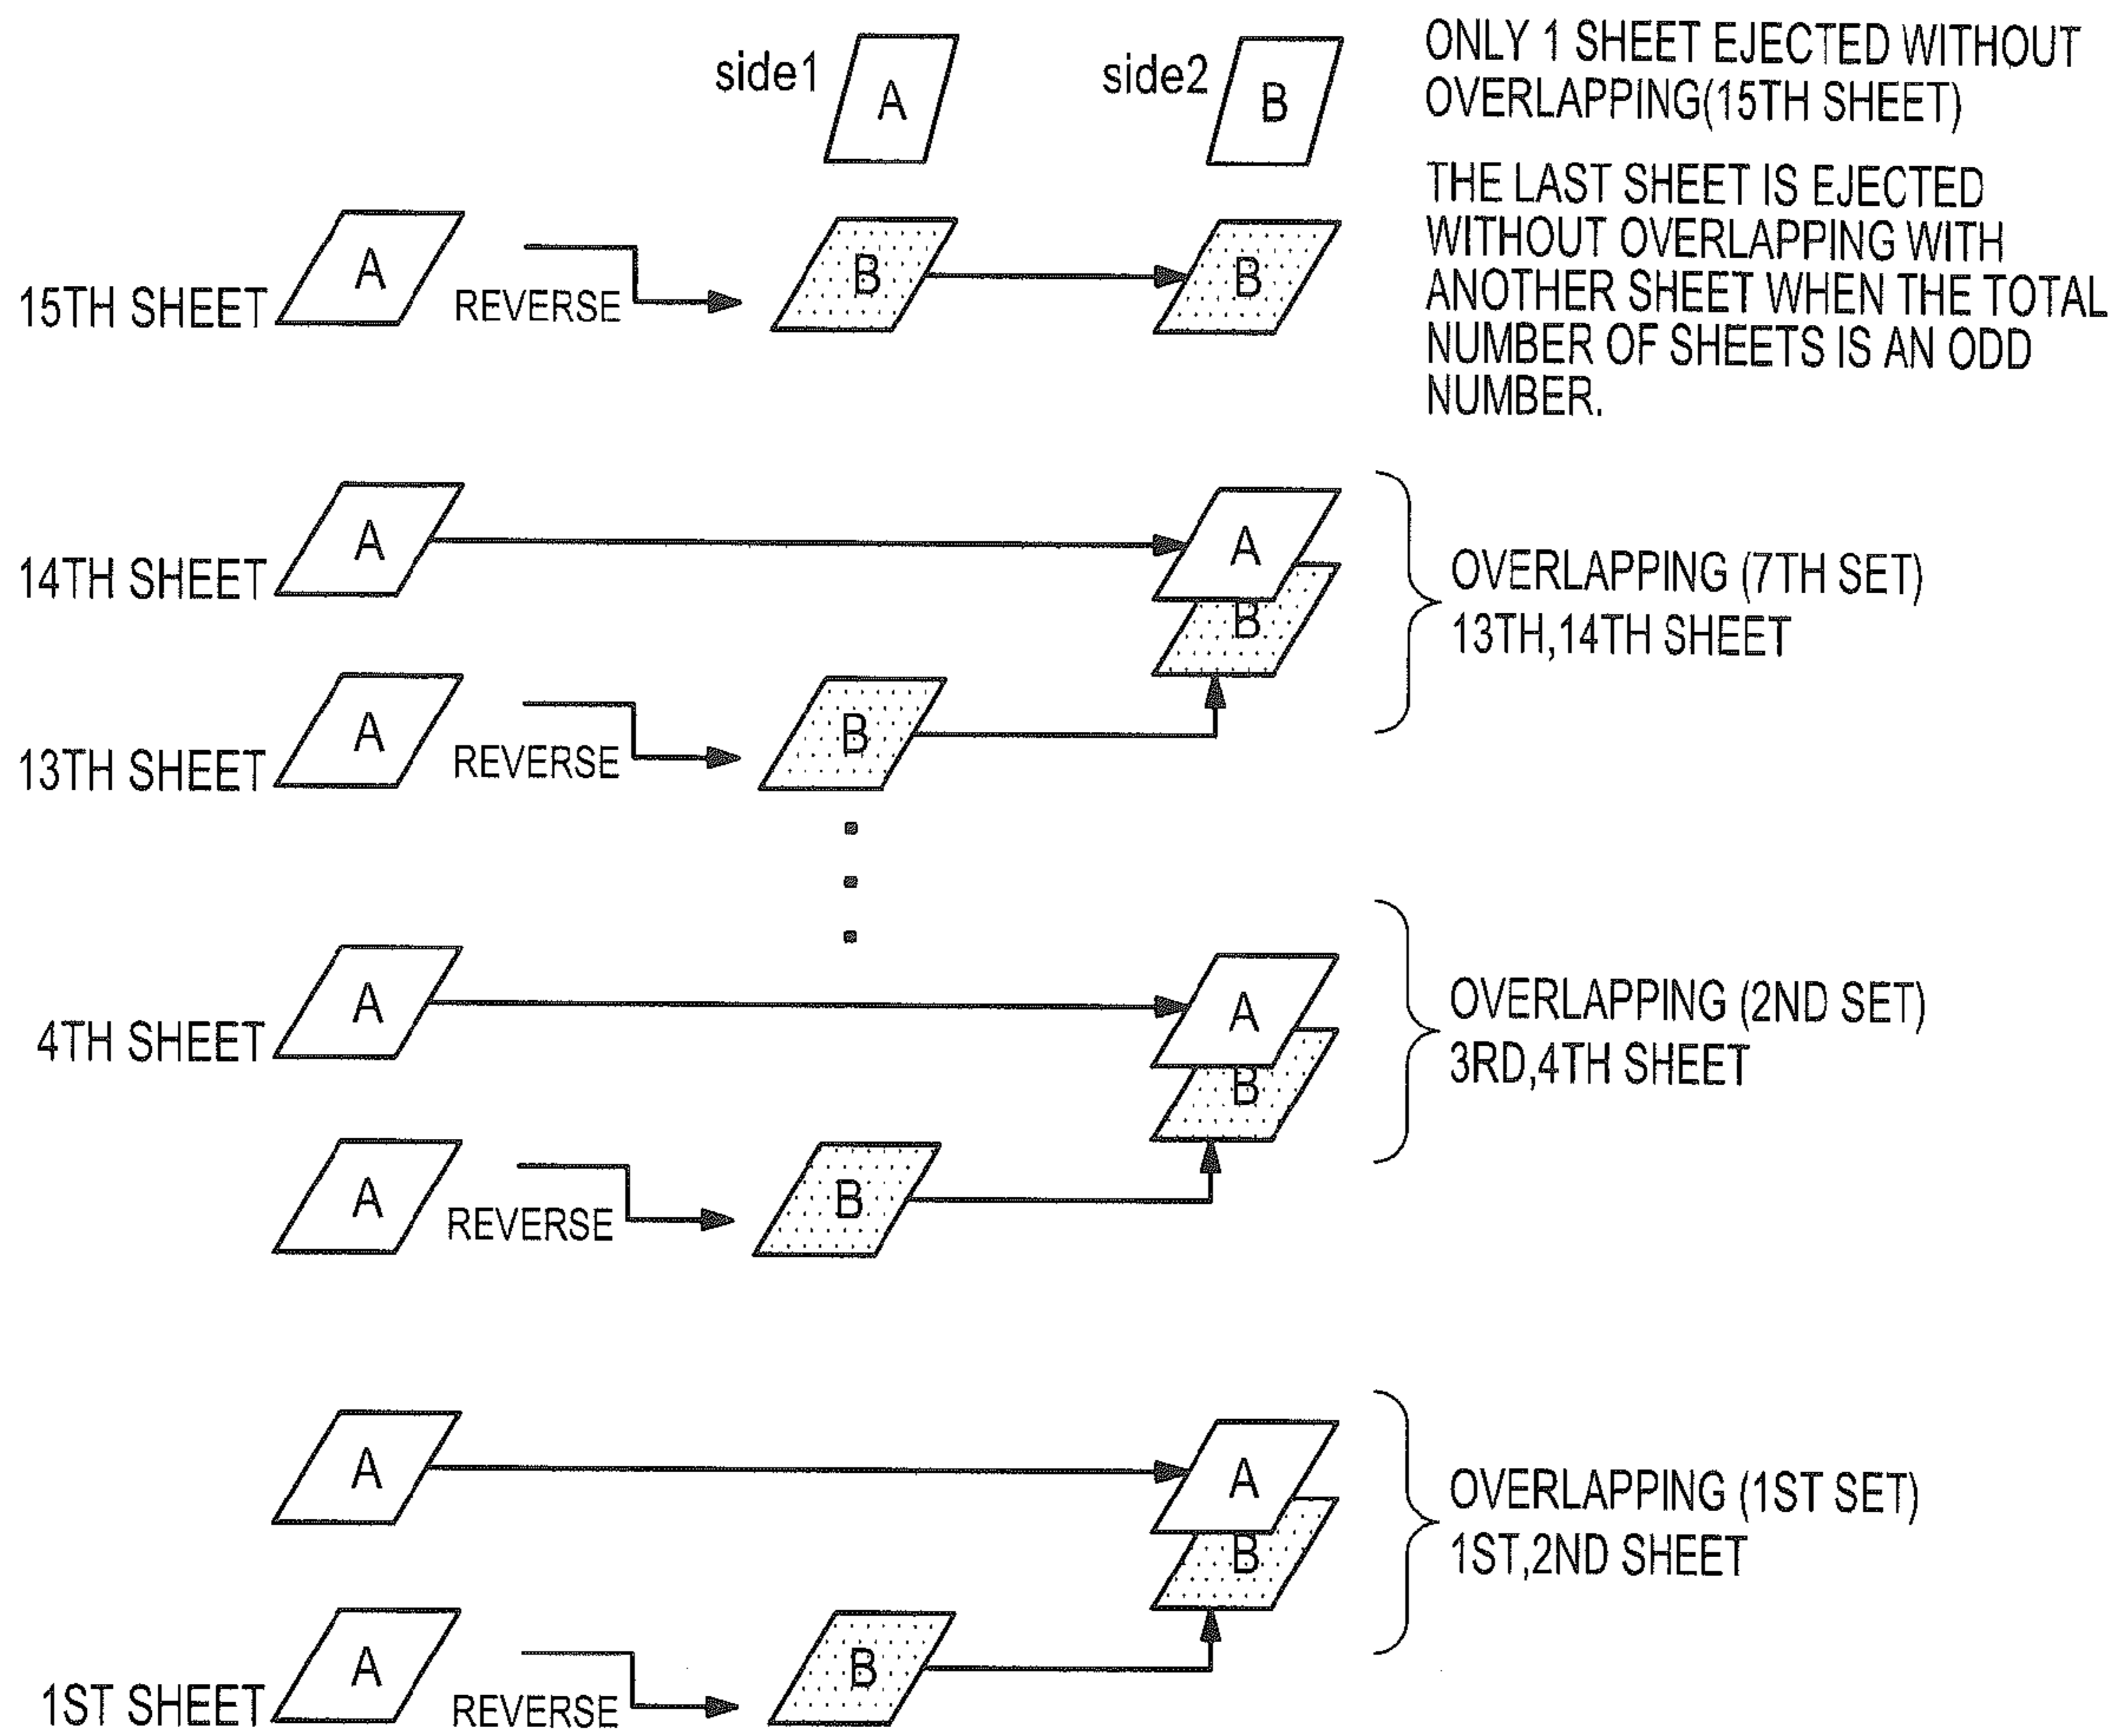 side1
A
side2
B
ONLY 1 SHEET EJECTED WITHOUT
OVERLAPPING(15TH SHEET)
THE LAST SHEET IS EJECTED
WITHOUT OVERLAPPING WITH
ANOTHER SHEET WHEN THE TOTAL
NUMBER OF SHEETS IS AN ODD
NUMBER.
15TH SHEET
A
REVERSE
B
B
14TH SHEET
A
A
B
OVERLAPPING (7TH SET)
13TH,14TH SHEET
13TH SHEET
A
REVERSE
B
4TH SHEET
A
A
B
OVERLAPPING (2ND SET)
3RD,4TH SHEET
A
REVERSE
B
A
A
B
OVERLAPPING (1ST SET)
1ST,2ND SHEET
1ST SHEET
A
REVERSE
B